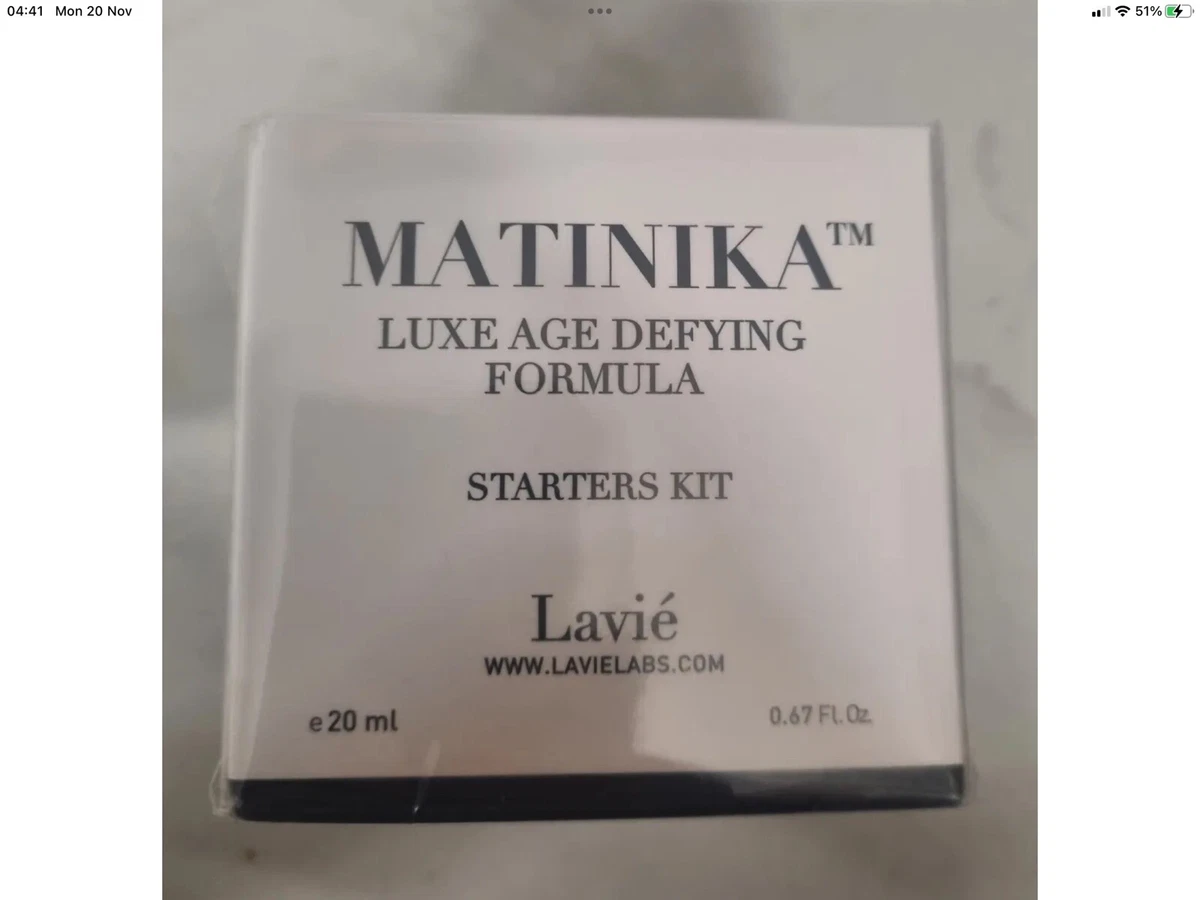 04:41 Mon 20 Nov
51%
MATINIKA™
LUXE AGE DEFYING
FORMULA
STARTERS KIT
Lavié
WWW.LAVIELABS.COM
e 20 ml
0.67 Fl. Oz.